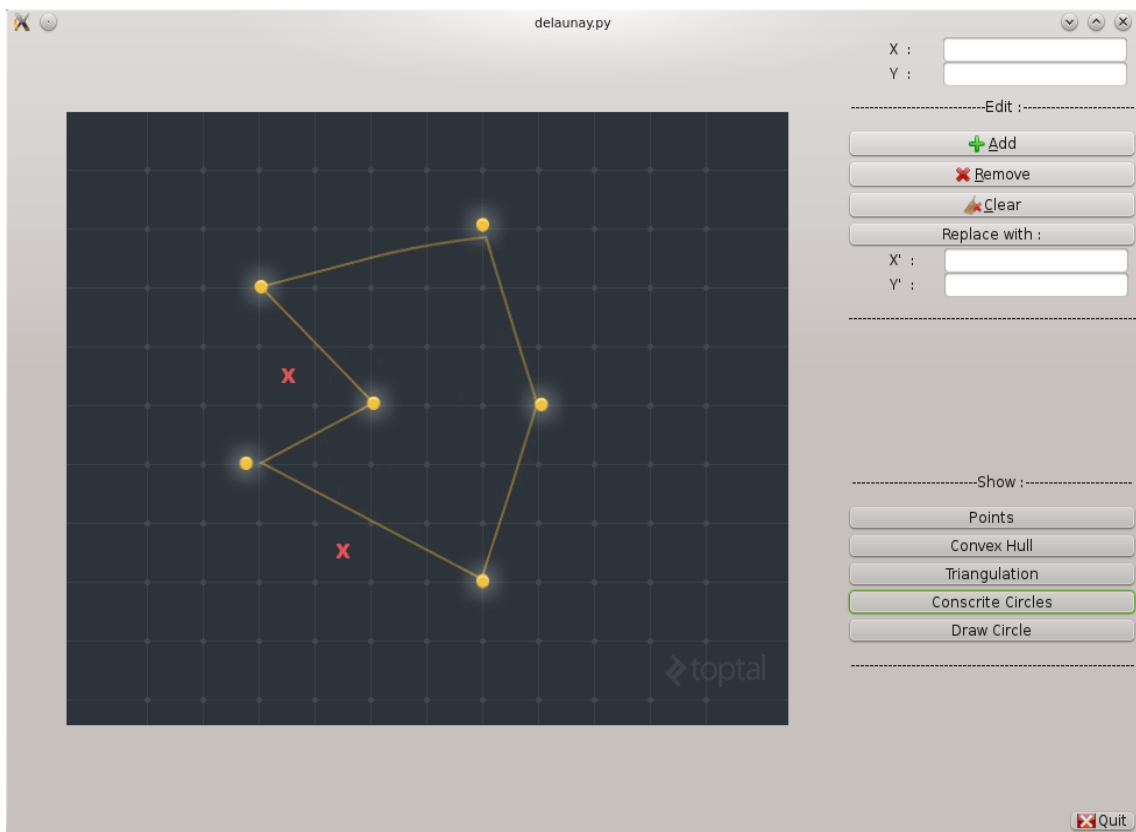 delaunay.py
X :
Y :
---------------------------Edit :----------------------
Add
Remove
Clear
Replace with :
X' :
Y' :
-------------------------Show :---------------------
Points
Convex Hull
Triangulation
Conscrite Circles
Draw Circle
x
x
toptal
Quit